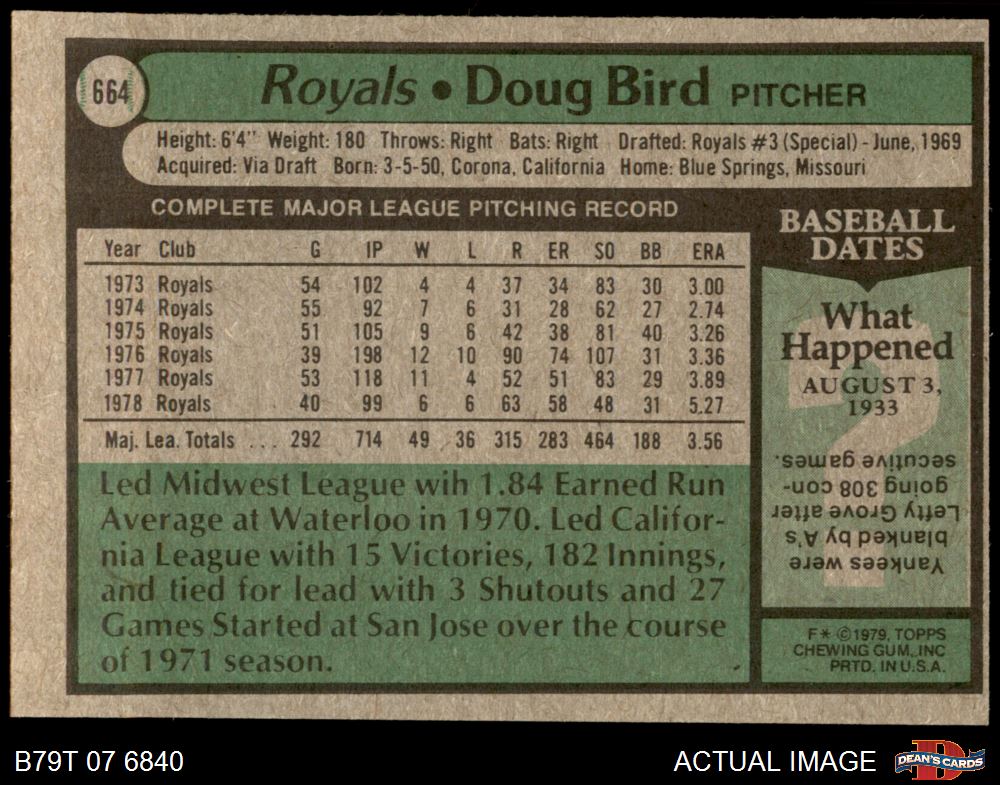 664
Royals • Doug Bird PITCHER
Height: 6'4" Weight: 180 Throws: Right Bats: Right Drafted: Royals #3 (Special) - June, 1969
Acquired: Via Draft Born: 3-5-50, Corona, California Home: Blue Springs, Missouri
COMPLETE MAJOR LEAGUE PITCHING RECORD
Year Club G IP W L R ER SO BB ERA
1973 Royals 54 102 4 4 37 34 83 30 3.00
1974 Royals 55 92 7 6 31 28 62 27 2.74
1975 Royals 51 105 9 6 42 38 81 40 3.26
1976 Royals 39 198 12 10 90 74 107 31 3.36
1977 Royals 53 118 11 4 52 51 83 29 3.89
1978 Royals 40 99 6 6 63 58 48 31 5.27
Maj. Lea. Totals ... 292 714 49 36 315 283 464 188 3.56
Led Midwest League wih 1.84 Earned Run
Average at Waterloo in 1970. Led Califor-
nia League with 15 Victories, 182 Innings,
and tied for lead with 3 Shutouts and 27
Games Started at San Jose over the course
of 1971 season.
BASEBALL
DATES
What
Happened
AUGUST 3,
1933
Yankees were
blanked by A's
Lefty Grove after
going 308 con-
secutive games.
F* ©1979, TOPPS
CHEWING GUM, INC
PRTD. IN U.S.A.
B79T 07 6840
ACTUAL IMAGE
D
DEAN'S CARDS